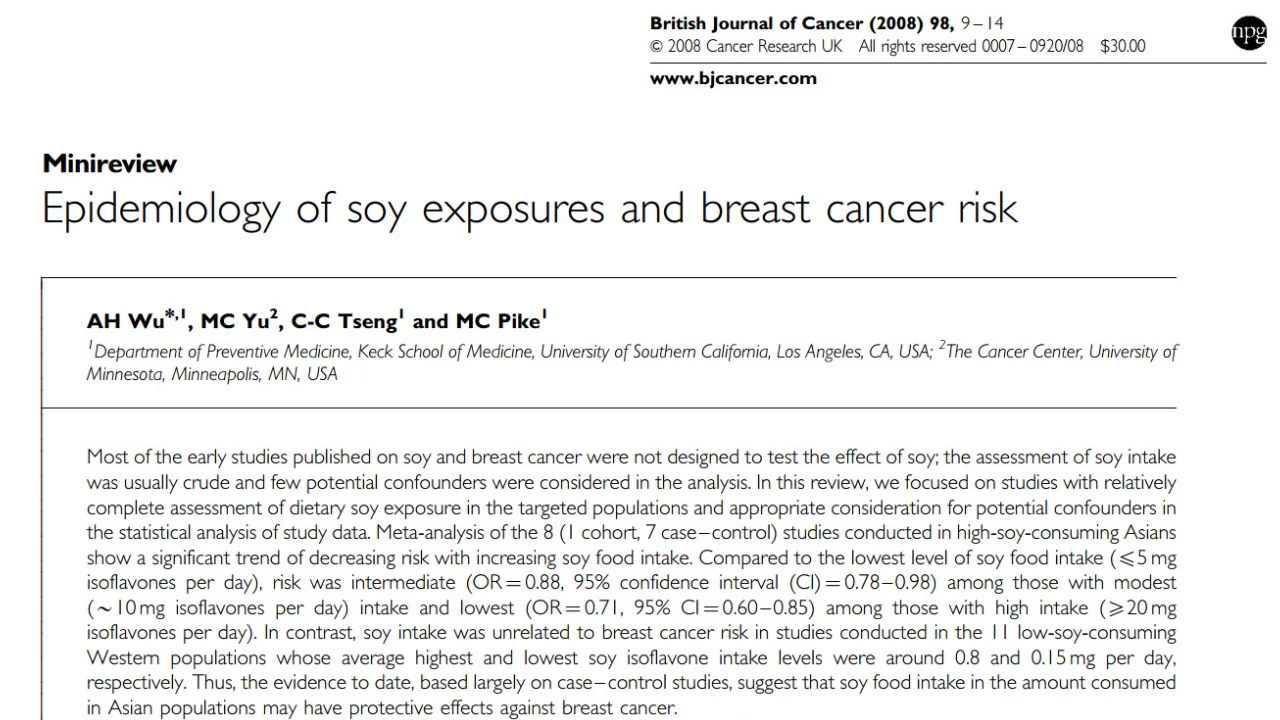 British Journal of Cancer (2008) 98, 9–14
© 2008 Cancer Research UK All rights reserved 0007–0920/08 $30.00
npg
www.bjcancer.com
Minireview
Epidemiology of soy exposures and breast cancer risk
AH Wu*,1, MC Yu2, C-C Tseng1 and MC Pike1
1Department of Preventive Medicine, Keck School of Medicine, University of Southern California, Los Angeles, CA, USA; 2The Cancer Center, University of
Minnesota, Minneapolis, MN, USA
Most of the early studies published on soy and breast cancer were not designed to test the effect of soy; the assessment of soy intake
was usually crude and few potential confounders were considered in the analysis. In this review, we focused on studies with relatively
complete assessment of dietary soy exposure in the targeted populations and appropriate consideration for potential confounders in
the statistical analysis of study data. Meta-analysis of the 8 (1 cohort, 7 case–control) studies conducted in high-soy-consuming Asians
show a significant trend of decreasing risk with increasing soy food intake. Compared to the lowest level of soy food intake (⩽5 mg
isoflavones per day), risk was intermediate (OR=0.88, 95% confidence interval (CI)=0.78–0.98) among those with modest
(~10 mg isoflavones per day) intake and lowest (OR=0.71, 95% CI=0.60–0.85) among those with high intake (⩾20 mg
isoflavones per day). In contrast, soy intake was unrelated to breast cancer risk in studies conducted in the 11 low-soy-consuming
Western populations whose average highest and lowest soy isoflavone intake levels were around 0.8 and 0.15 mg per day,
respectively. Thus, the evidence to date, based largely on case–control studies, suggest that soy food intake in the amount consumed
in Asian populations may have protective effects against breast cancer.